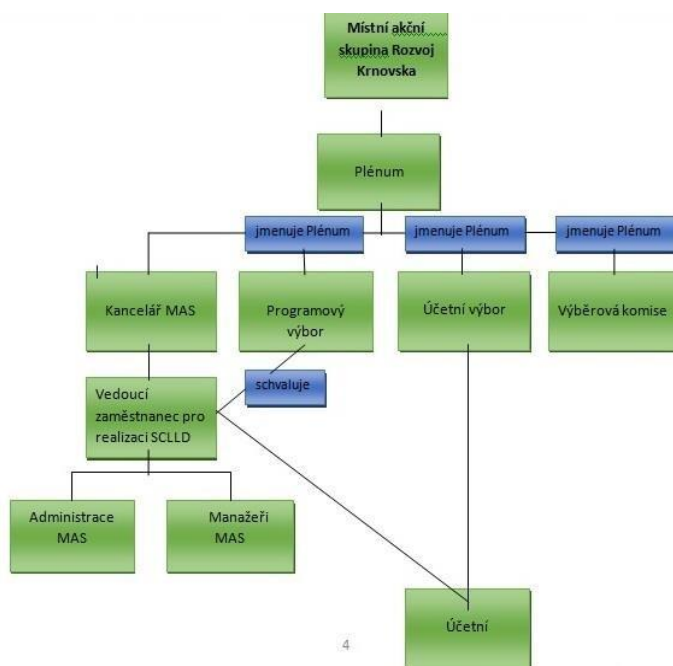 Místní akční
skupina Rozvoj
Krnovska
Plénum
jmenuje Plénum
jmenuje Plénum
jmenuje Plénum
Kancelář MAS
Programový
výbor
Účetní výbor
Výběrová komise
schvaluje
Vedoucí
zaměstnanec pro
realizaci SCLLD
Administrace
MAS
Manažeři
MAS
Účetní
4